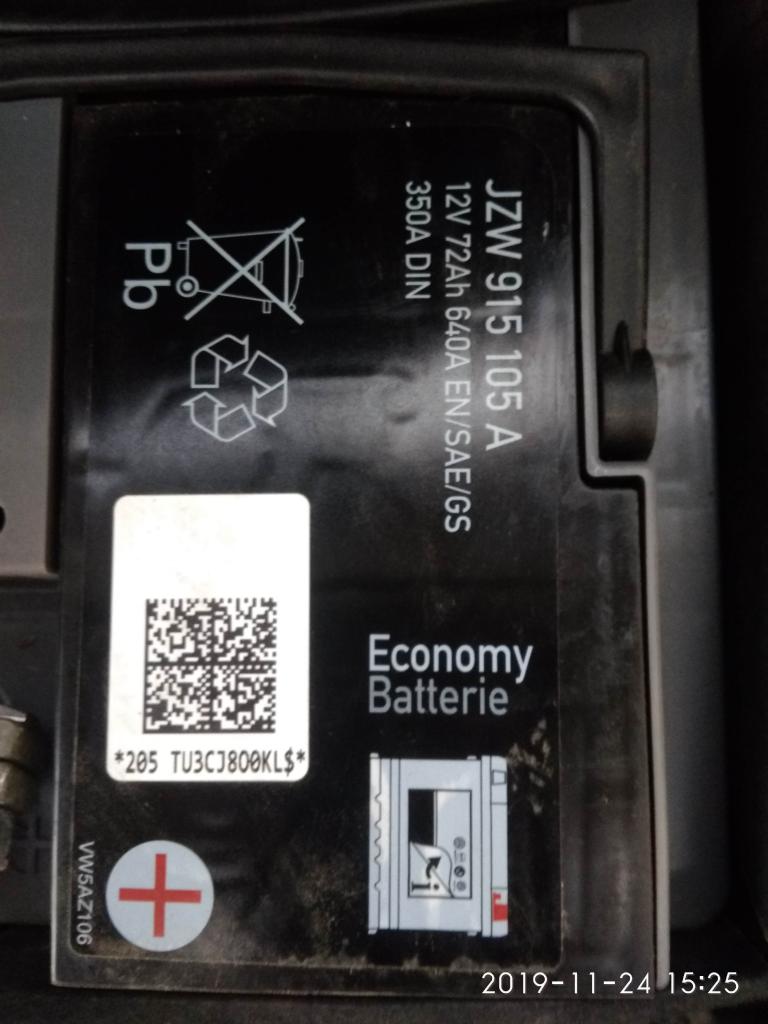 JZW 915 105 A
12V 72Ah 640A EN/SAE/GS
350A DIN
Pb
Economy
Batterie
*205 TU3CJ800KL$*
i
VW5AZ106
2019-11-24 15:25